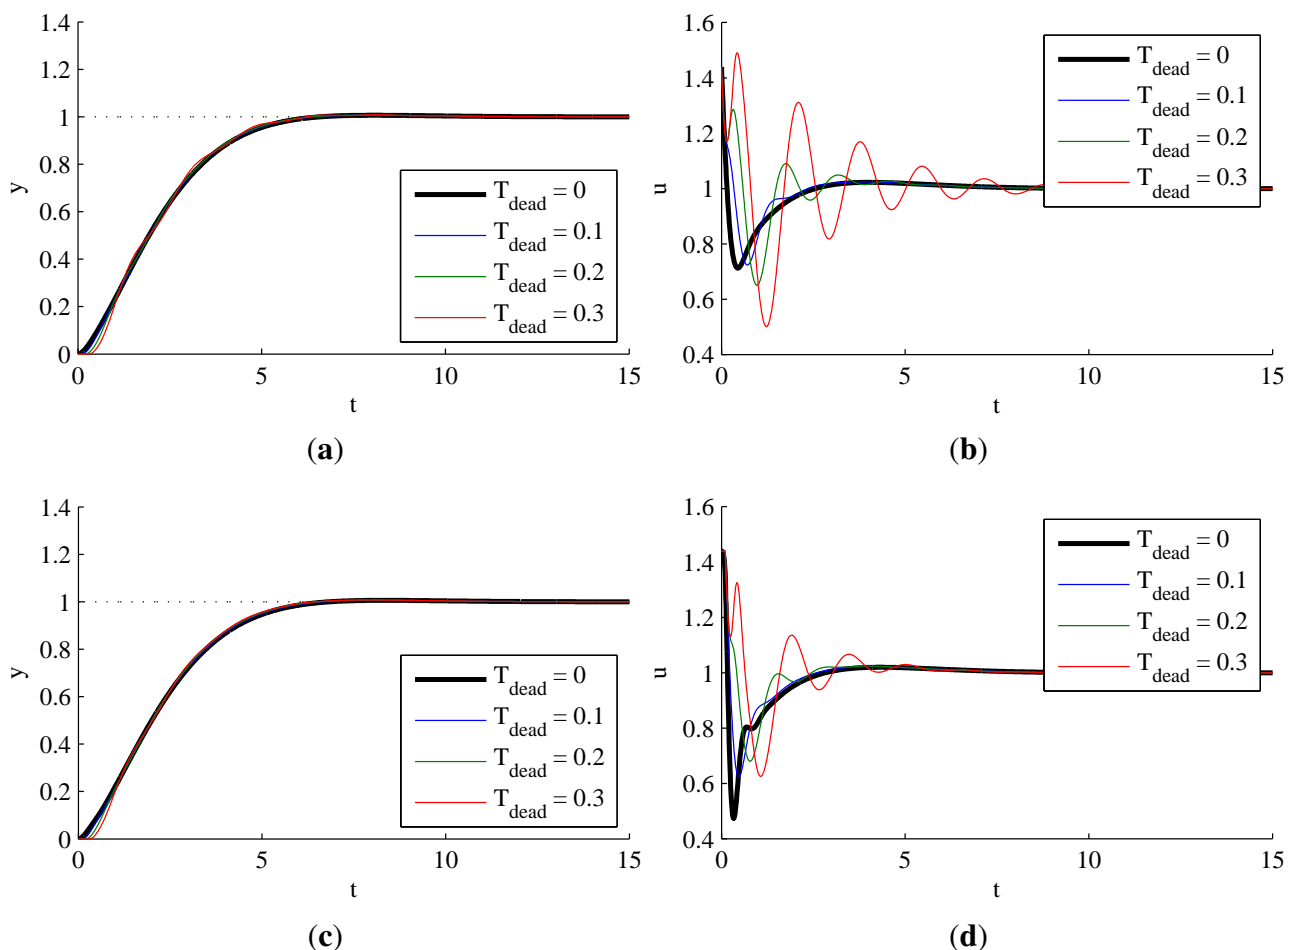 1.4
1.2
1
0.8
0.6
0.4
0.2
0
y
0
5
10
15
t
T_dead = 0
T_dead = 0.1
T_dead = 0.2
T_dead = 0.3
(a)
1.6
1.4
1.2
1
0.8
0.6
0.4
u
0
5
10
15
t
T_dead = 0
T_dead = 0.1
T_dead = 0.2
T_dead = 0.3
(b)
1.4
1.2
1
0.8
0.6
0.4
0.2
0
y
0
5
10
15
t
T_dead = 0
T_dead = 0.1
T_dead = 0.2
T_dead = 0.3
(c)
1.6
1.4
1.2
1
0.8
0.6
0.4
u
0
5
10
15
t
T_dead = 0
T_dead = 0.1
T_dead = 0.2
T_dead = 0.3
(d)